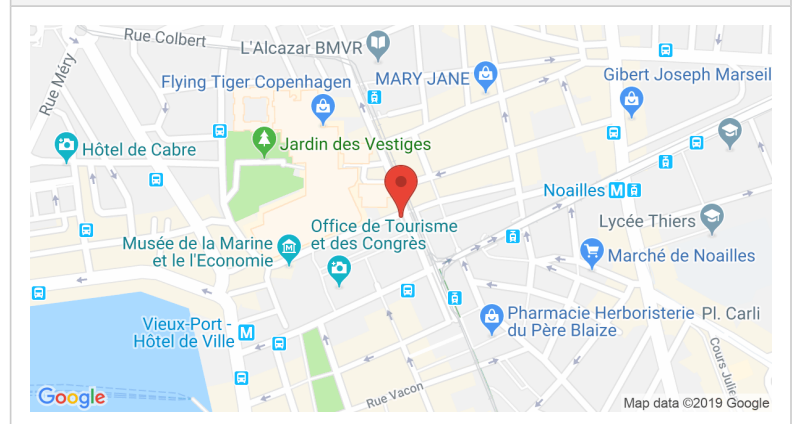 Rue Colbert
L'Alcazar BMVR
Rue Méry
Flying Tiger Copenhagen
MARY JANE
Gibert Joseph Marseil
Hôtel de Cabre
Jardin des Vestiges
Noailles M
Lycée Thiers
Office de Tourisme
et des Congrès
Musée de la Marine
et le l'Economie
Marché de Noailles
Vieux-Port -
Hôtel de Ville M
Pharmacie Herboristerie
du Père Blaize
Pl. Carli
Cours Julie
Rue Vacon
Google
Map data ©2019 Google